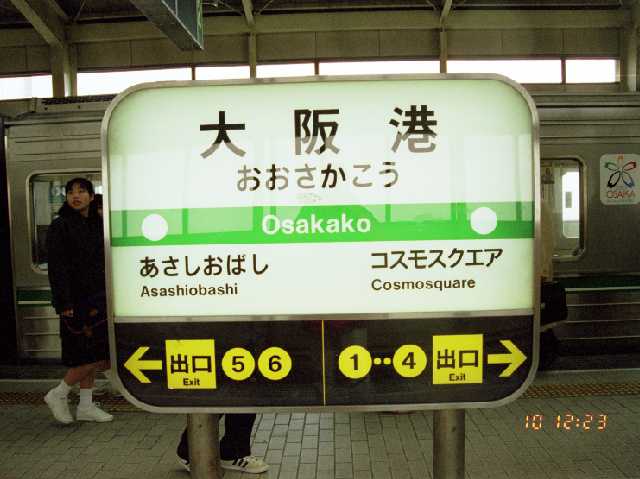 大阪港
おおさかこう
Osakako
あさしおばし コスモスクエア
Asashiobashi Cosmosquare
← 出口 5 6 1 ・・ 4 出口 →
Exit Exit
OSAKA
10 12:23